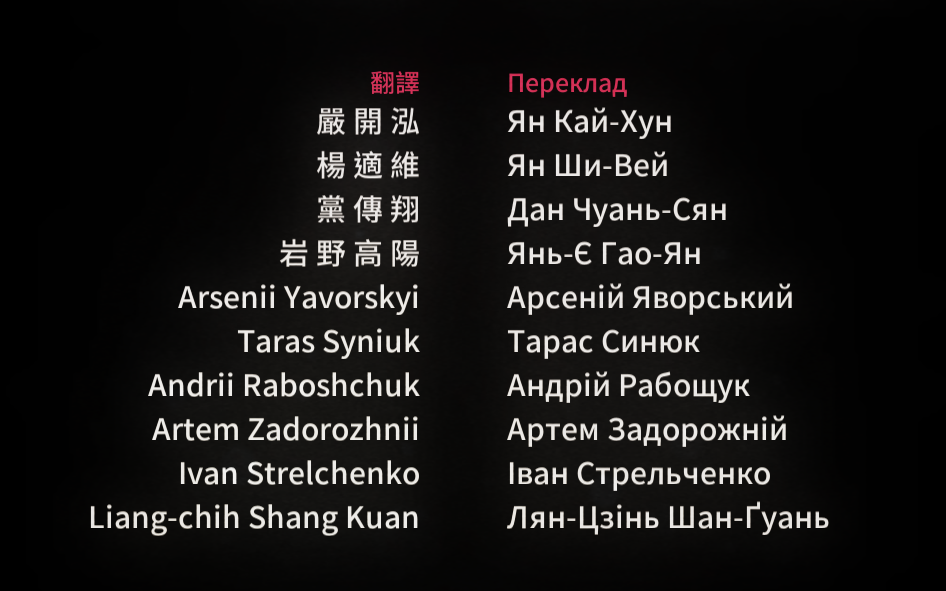 翻譯 Переклад
嚴 開 泓 Ян Кай-Хун
楊 適 維 Ян Ши-Вей
黨 傳 翔 Дан Чуань-Сян
岩 野 高 陽 Янь-Є Гао-Ян
Arsenii Yavorskyi Арсеній Яворський
Taras Syniuk Тарас Синюк
Andrii Raboshchuk Андрій Рабощук
Artem Zadorozhnii Артем Задорожній
Ivan Strelchenko Іван Стрельченко
Liang-chih Shang Kuan Лян-Цзінь Шан-Ґуань